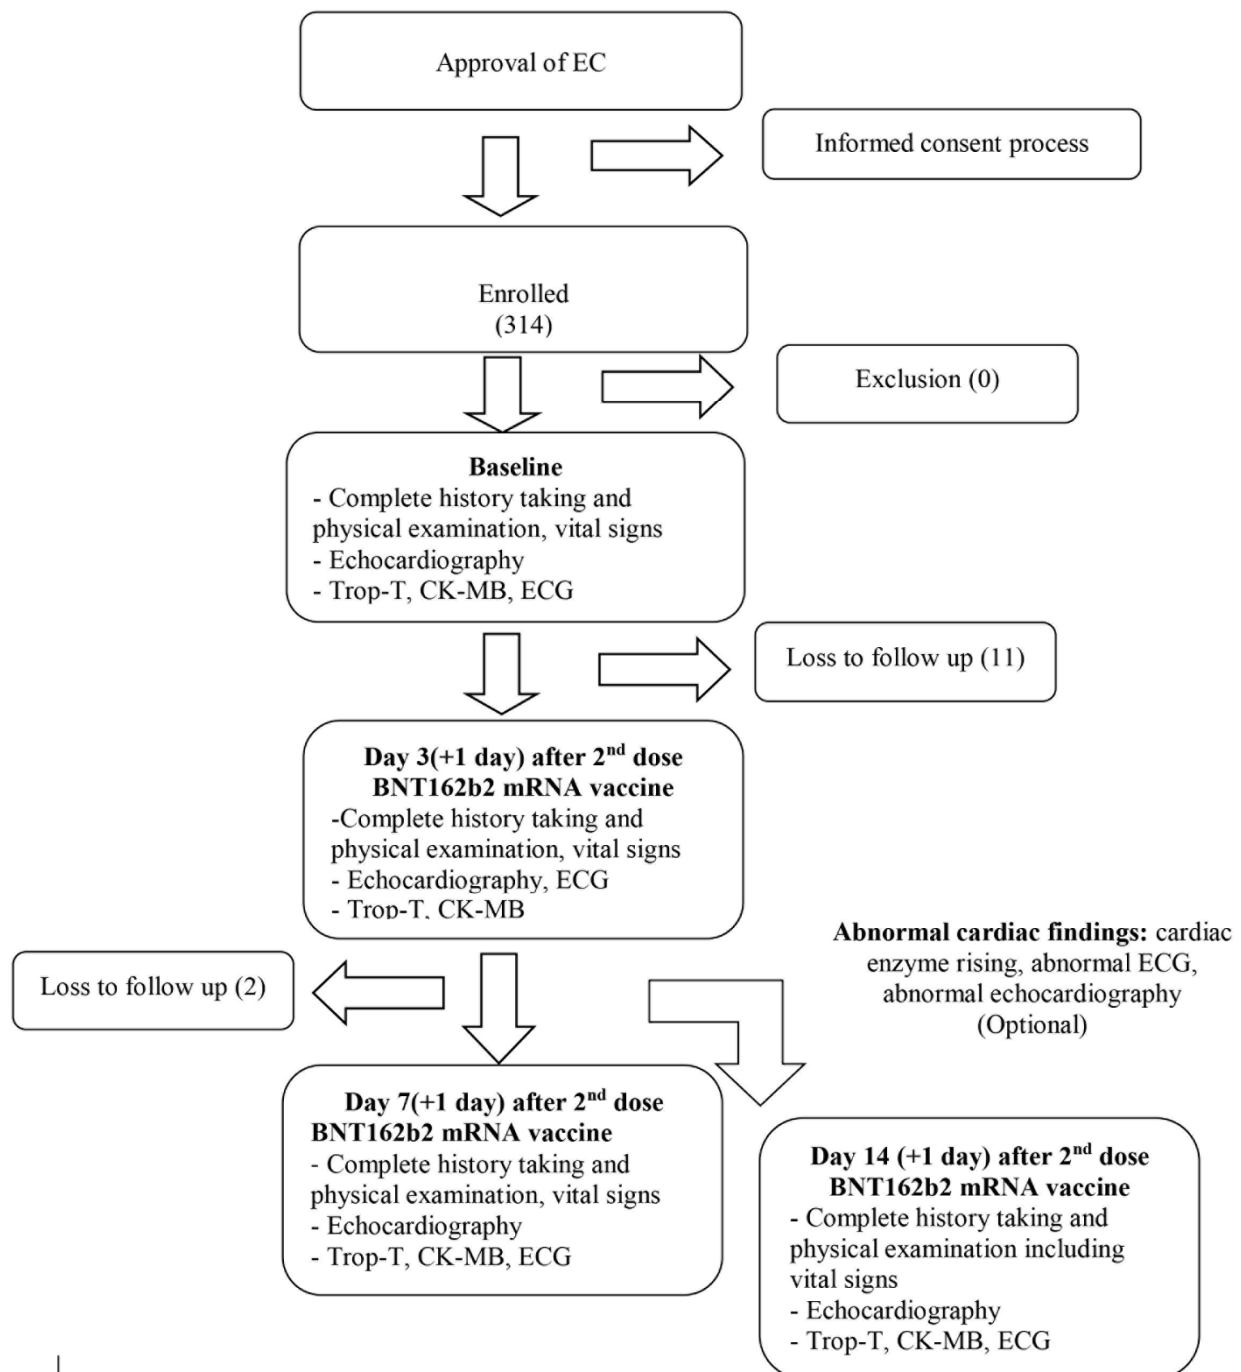 Approval of EC
Informed consent process
Enrolled
(314)
Exclusion (0)
Baseline
- Complete history taking and
physical examination, vital signs
- Echocardiography
- Trop-T, CK-MB, ECG
Loss to follow up (11)
Day 3(+1 day) after 2nd dose
BNT162b2 mRNA vaccine
-Complete history taking and
physical examination, vital signs
- Echocardiography, ECG
- Trop-T, CK-MB
Abnormal cardiac findings: cardiac
enzyme rising, abnormal ECG,
abnormal echocardiography
(Optional)
Loss to follow up (2)
Day 7(+1 day) after 2nd dose
BNT162b2 mRNA vaccine
- Complete history taking and
physical examination, vital signs
- Echocardiography
- Trop-T, CK-MB, ECG
Day 14 (+1 day) after 2nd dose
BNT162b2 mRNA vaccine
- Complete history taking and
physical examination including
vital signs
- Echocardiography
- Trop-T, CK-MB, ECG